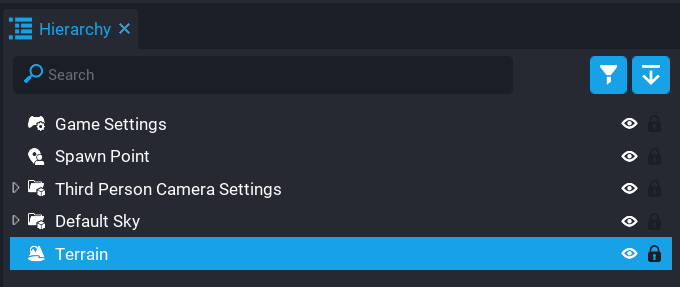 Hierarchy
Search
Game Settings
Spawn Point
Third Person Camera Settings
Default Sky
Terrain